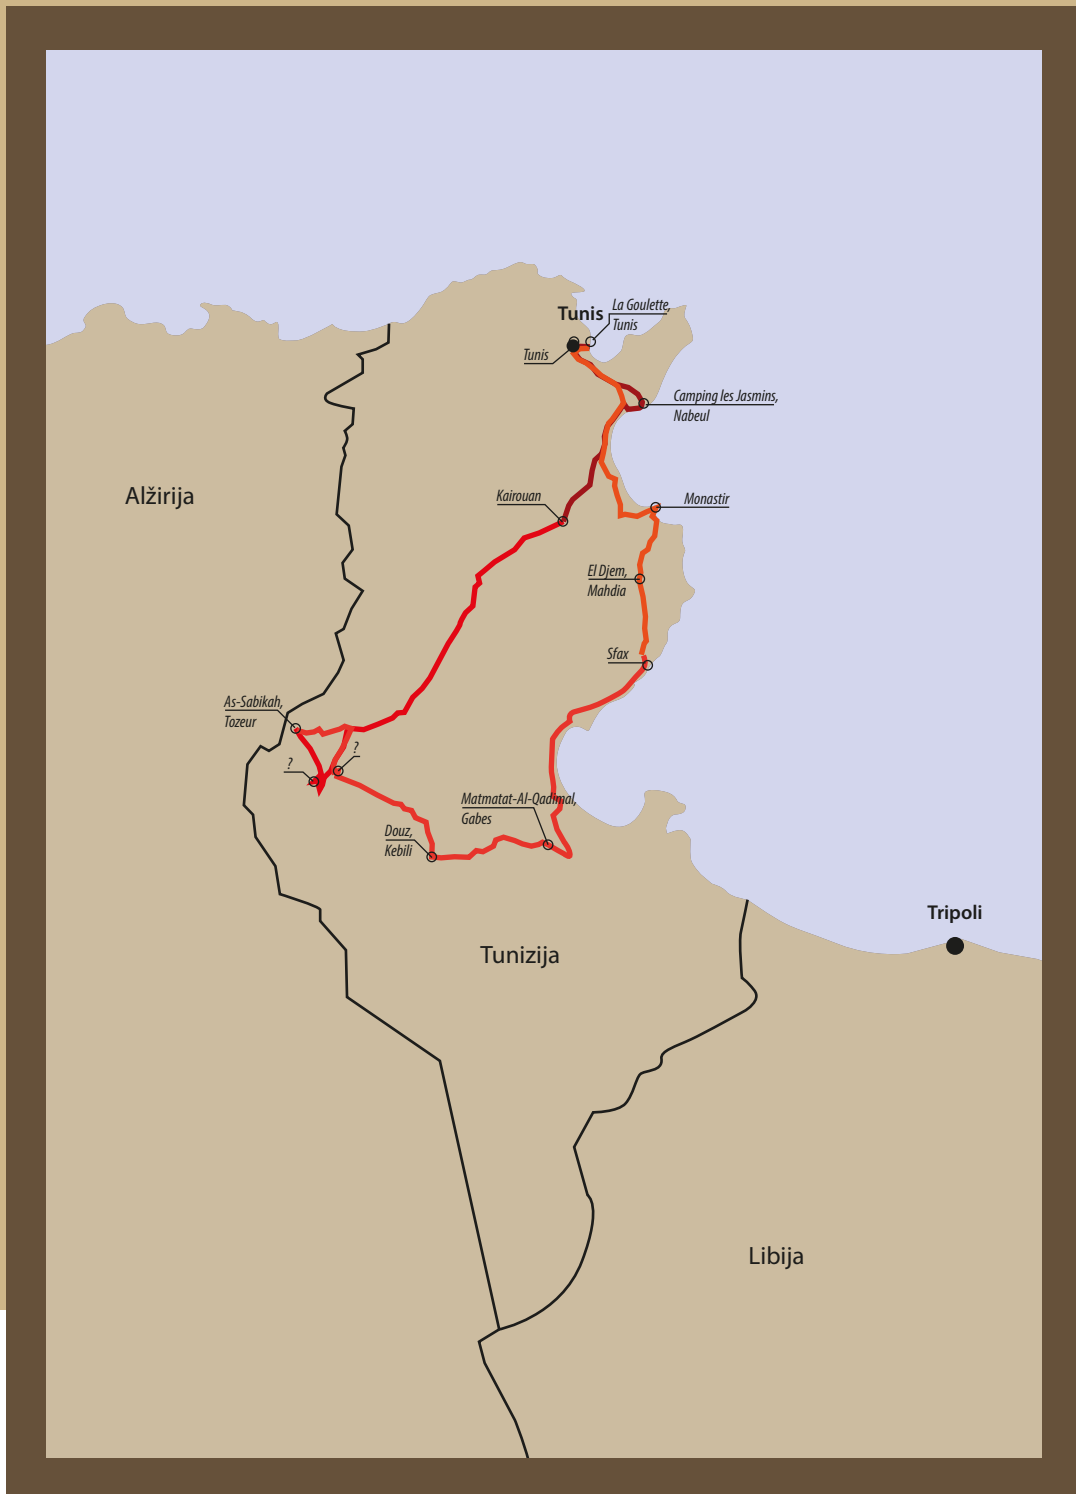 La Goulette,
Tunis
Tunis
Tunis
Camping les Jasmins,
Nabeul
Alžirija
Kairouan
Monastir
El Djem,
Mahdia
Sfax
As-Sabikah,
Tozeur
?
?
Matmatat-Al-Qadimal,
Gabes
Douz,
Kebili
Tripoli
Tunizija
Libija